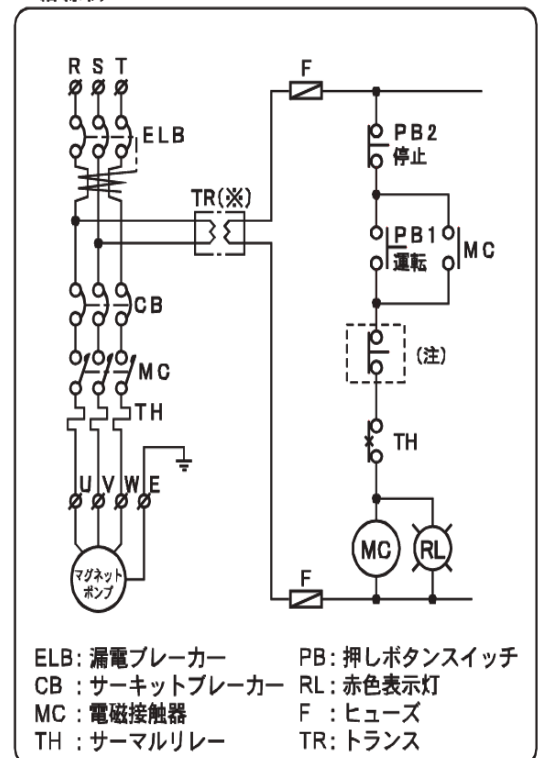 R S T
F
ELB
PB2
停止
TR(※)
PB1
運転
MC
CB
(注)
MC
TH
TH
U V W E
MC
RL
マグネット
ポンプ
F
ELB: 漏電ブレーカー
CB : サーキットブレーカー
MC : 電磁接触器
TH : サーマルリレー
PB: 押しボタンスイッチ
RL: 赤色表示灯
F : ヒューズ
TR: トランス